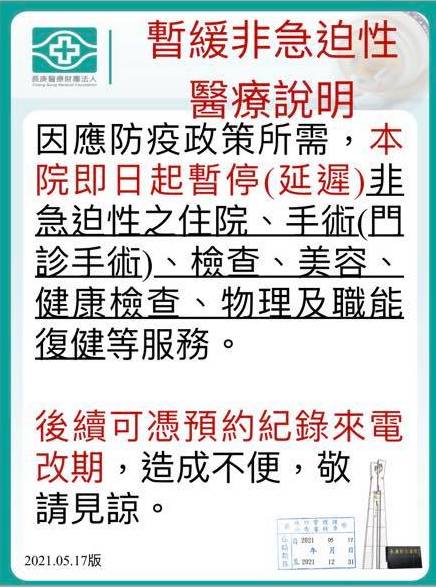 長庚醫療財團法人
Chang Gung Medical Foundation
暫緩非急迫性
醫療說明
因應防疫政策所需，本
院即日起暫停(延遲)非
急迫性之住院、手術(門
診手術)、檢查、美容、
健康檢查、物理及職能
復健等服務。
後續可憑預約紀錄來電
改期，造成不便，敬
請見諒。
2021 05 17
年 月 日
2021 12 31
2021.05.17版